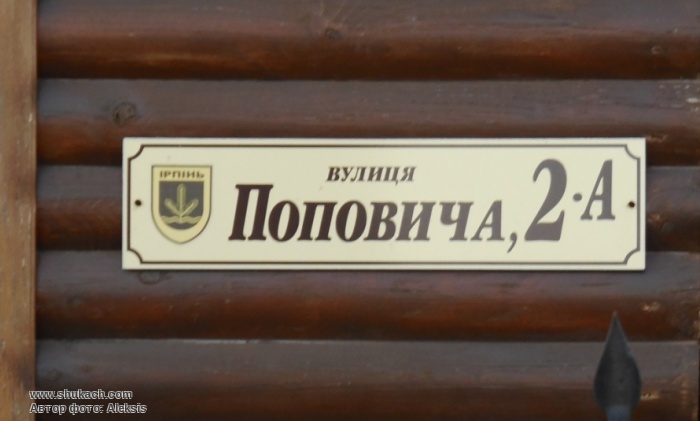 ІРПІНЬ
ВУЛИЦЯ
ПОПОВИЧА, 2-А
www.shukach.com
Автор фото: Aleksis